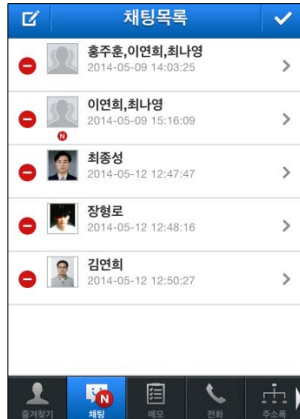 채팅목록
홍주훈,이연희,최나영
2014-05-09 14:03:25
이연희,최나영
2014-05-09 15:16:09
N
최종성
2014-05-12 12:47:47
장형로
2014-05-12 12:48:16
김연희
2014-05-12 12:50:27
N
즐겨찾기 채팅 메모 전화 주소록